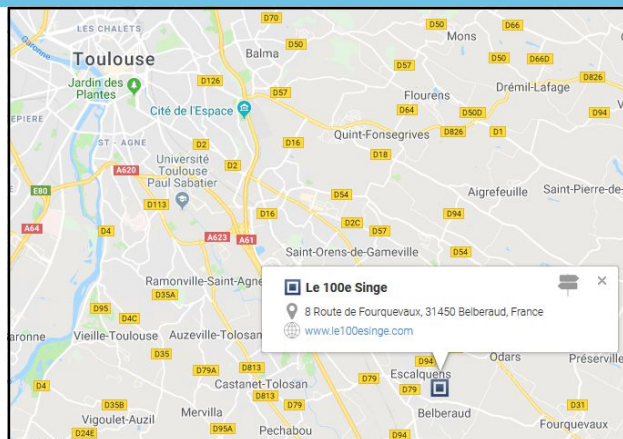 D70
LES CHALETS
D50
D66
Mons
Garonne
Toulouse
Balma
D50
D50
D66D
D57
Jardin des
Plantes
D126
D57
Drémil-Lafage
D826
Cité de l'Espace
Flourens
D64
D50D
D94
EPIERE
Quint-Fonsegrives
D826
D1
ST - AGNE
D2
D16
D18
Université
Toulouse
Paul Sabatier
A620
D2
E80
D54
Aigrefeuille
Saint-Pierre-de-
D113
D16
D94
A64
D4
D2C
D57
A623
A61
D54
Saint-Orens-de-Gameville
Ramonville-Saint-Agne
Le 100e Singe
D35A
8 Route de Fourquevaux, 31450 Belberaud, France
D95
D4C
www.le100esinge.com
aronne
Vieille-Toulouse
Auzeville-Tolosan
D35
D94
Odars
Préserville
D79A
D813
Escalquens
D4
D79
D79
Castanet-Tolosan
D813
D35B
Belberaud
D31
Vigoulet-Auzil
Mervilla
D79
Fourquevaux
D24E
D95A
Pechabou
D94